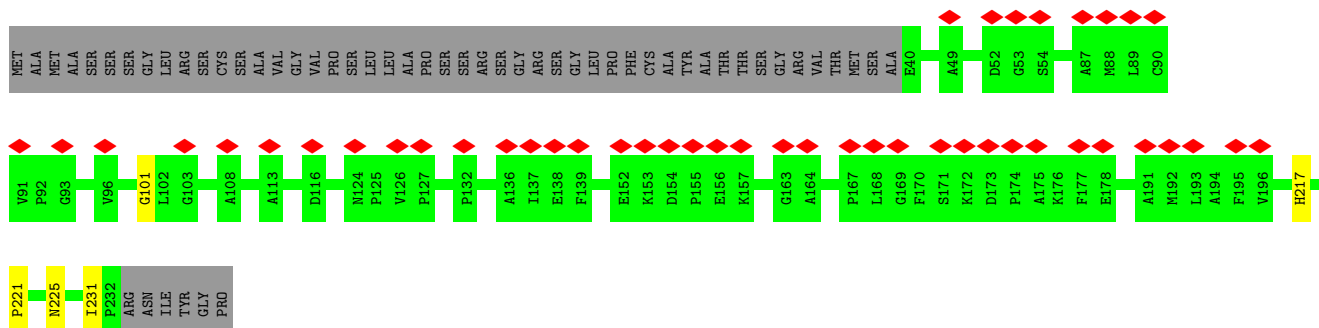 MET ALA MET ALA SER SER SER GLY LEU ARG SER CYS SER ALA VAL GLY VAL PRO SER LEU LEU ALA PRO SER SER ARG SER GLY ARG SER GLY LEU PRO PHE CYS ALA TYR ALA THR THR SER GLY ARG VAL THR MET SER ALA E40 A49 D52 G53 S54 A87 M88 L89 C90
V91 P92 G93 V96 G101 L102 G103 A108 A113 D116 N124 P125 V126 P127 P132 A136 I137 E138 F139 E152 K153 D154 P155 E156 K157 G163 A164 P167 L168 G169 F170 S171 K172 D173 P174 A175 K176 F177 E178 A191 M192 L193 A194 F195 V196 H217
P221 N225 I231 P232 ARG ASN ILE TYR GLY PRO